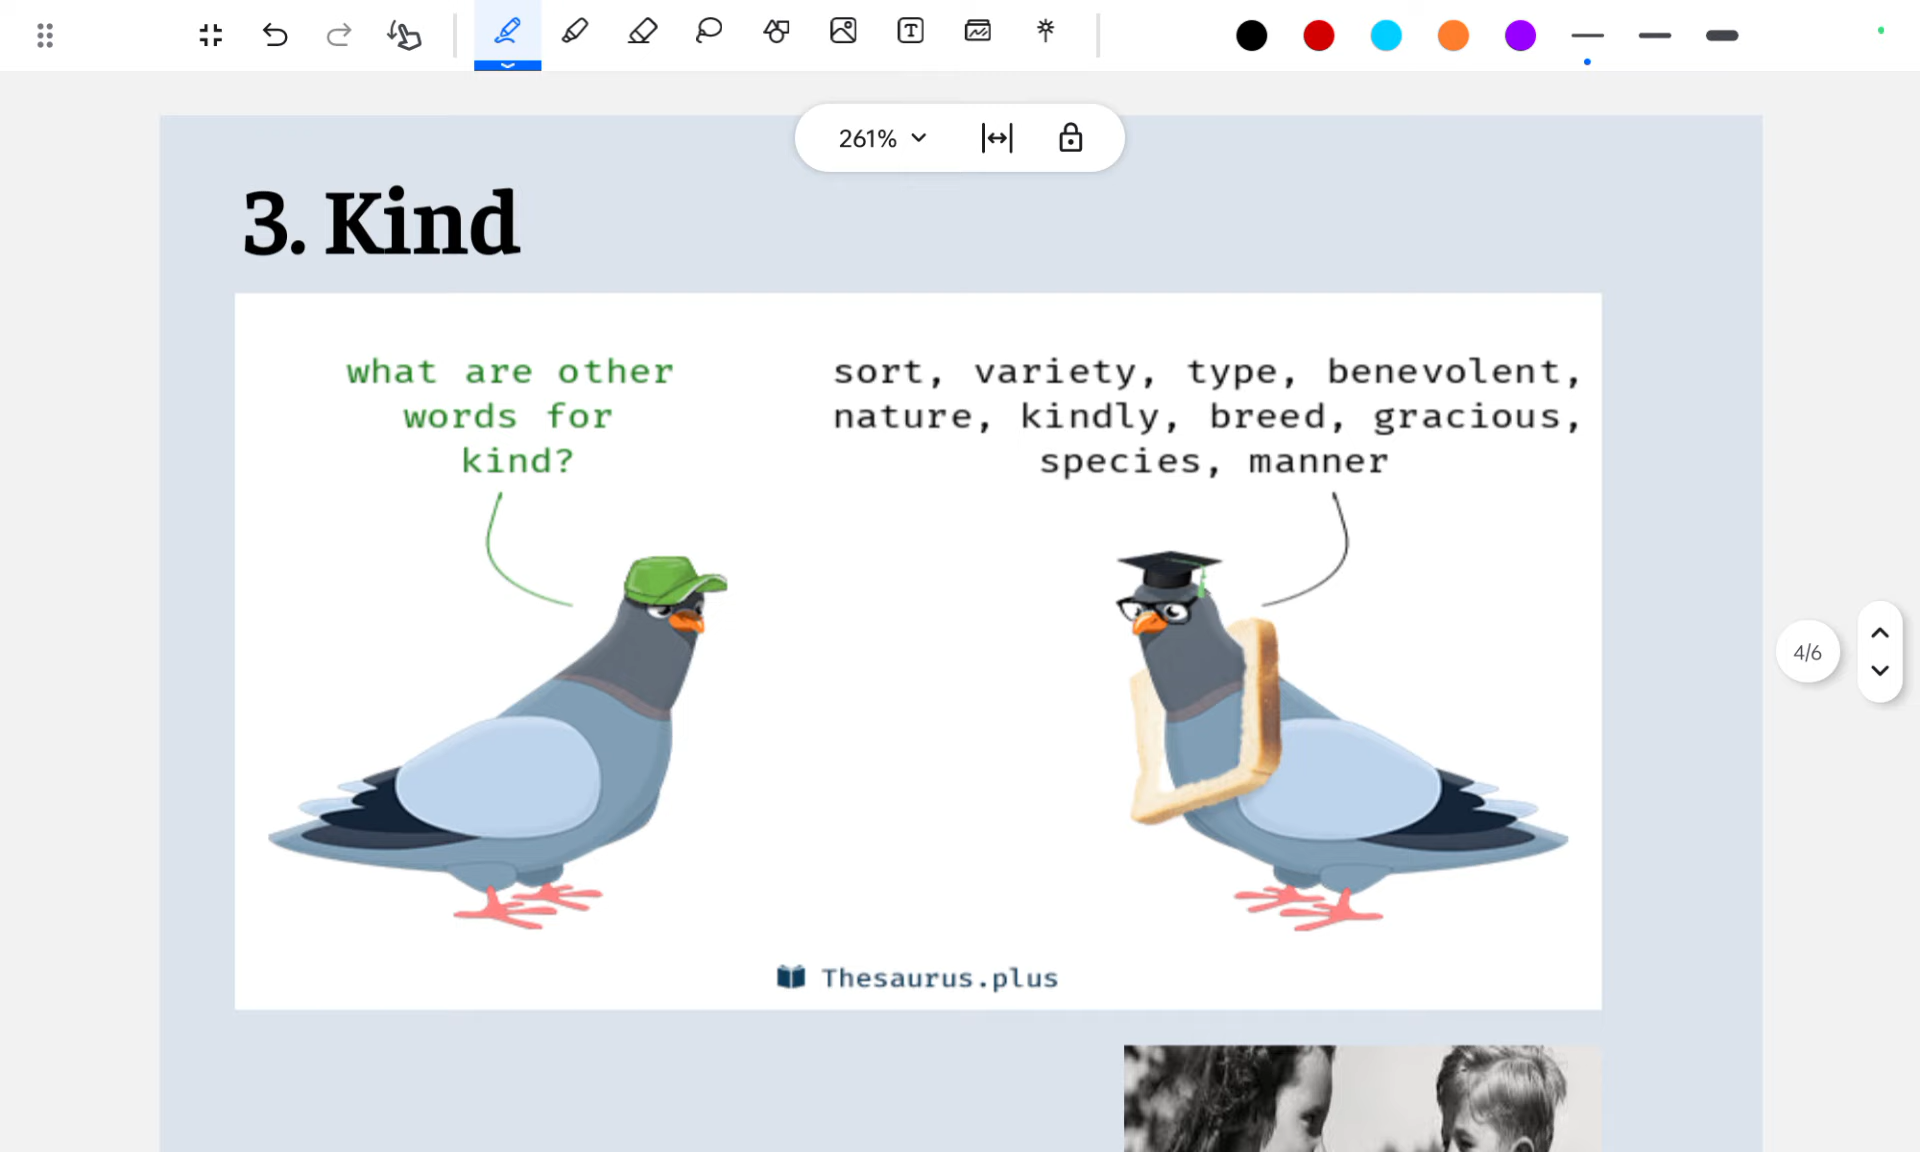 261%
3. Kind
what are other
words for
kind?
sort, variety, type, benevolent,
nature, kindly, breed, gracious,
species, manner
4/6
Thesaurus.plus